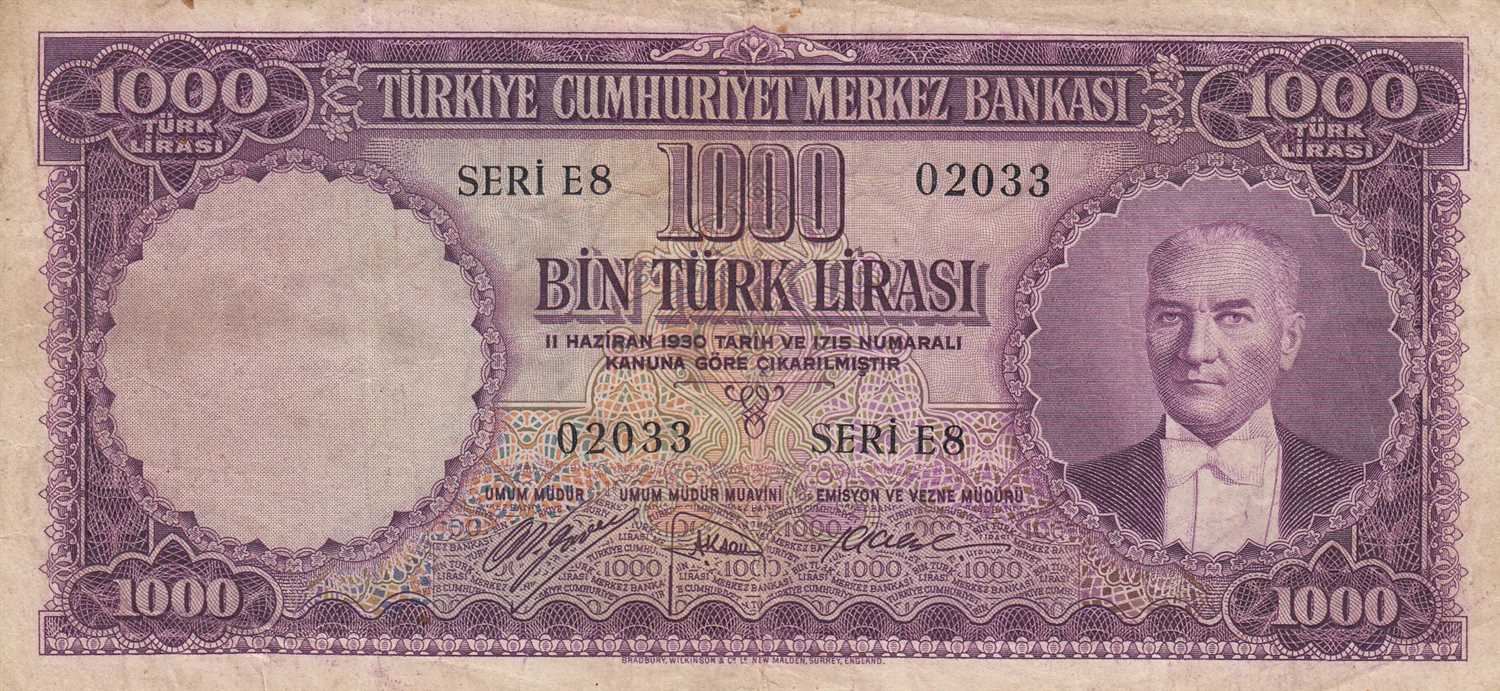 1000 TÜRK LİRASI
TÜRKİYE CUMHURİYET MERKEZ BANKASI
1000 TÜRK LİRASI
SERİ E8 1000 02033
BİN TÜRK LİRASI
11 HAZİRAN 1930 TARİH VE 1715 NUMARALI
KANUNA GÖRE ÇIKARILMIŞTIR
02033 SERİ E8
UMUM MÜDÜR UMUM MÜDÜR MUAVİNİ EMİSYON VE VEZNE MÜDÜRÜ
1000 1000
BRADBURY, WILKINSON & Cº Lᵈ NEW MALDEN, SURREY, ENGLAND.